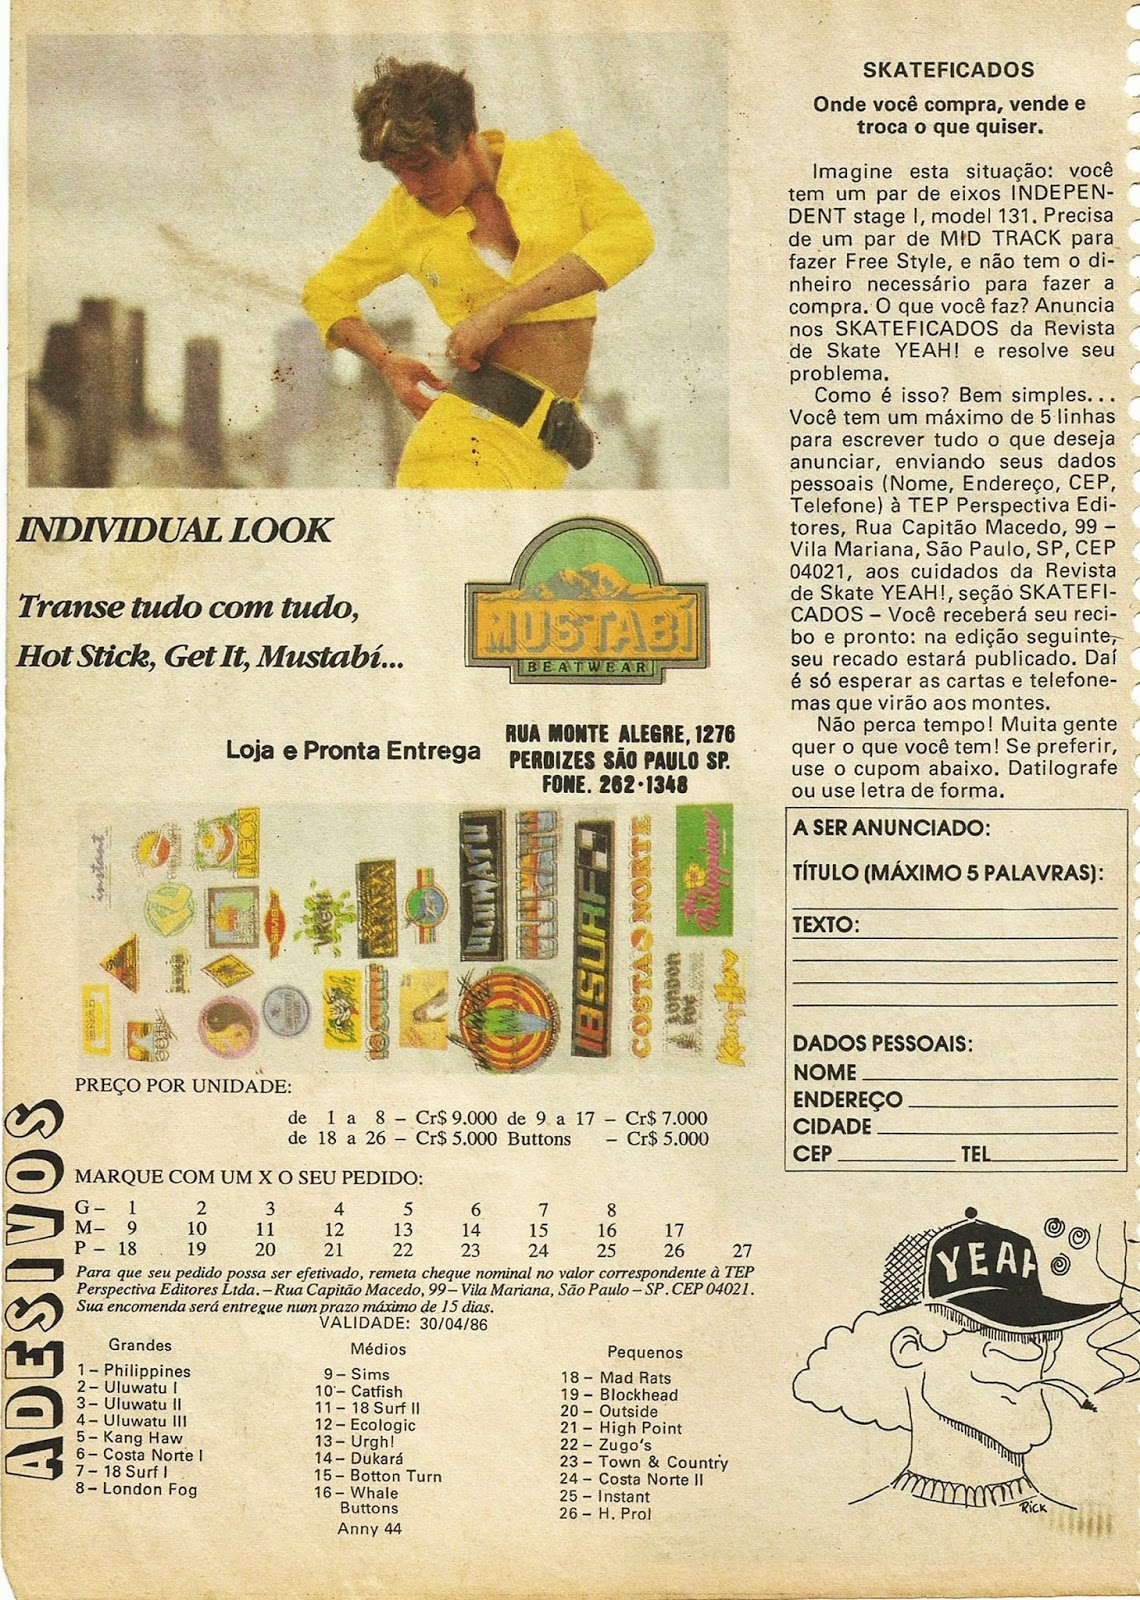 INDIVIDUAL LOOK
Transe tudo com tudo,
Hot Stick, Get It, Mustabí...
MUSTABÍ
BEATWEAR
Loja e Pronta Entrega
RUA MONTE ALEGRE, 1276
PERDIZES SÃO PAULO SP.
FONE. 262·1348
instant
SIMS
URGH
ULUWATU
18 SURF
COSTA NORTE
Philippines
LONDON FOG
Kang Haw
18 SURF
ADESIVOS
PREÇO POR UNIDADE:
de 1 a 8 – Cr$ 9.000 de 9 a 17 – Cr$ 7.000
de 18 a 26 – Cr$ 5.000 Buttons – Cr$ 5.000
MARQUE COM UM X O SEU PEDIDO:
G – 1 2 3 4 5 6 7 8
M – 9 10 11 12 13 14 15 16 17
P – 18 19 20 21 22 23 24 25 26 27
Para que seu pedido possa ser efetivado, remeta cheque nominal no valor correspondente à TEP
Perspectiva Editores Ltda. – Rua Capitão Macedo, 99 – Vila Mariana, São Paulo – SP. CEP 04021.
Sua encomenda será entregue num prazo máximo de 15 dias.
VALIDADE: 30/04/86
Grandes
1 – Philippines
2 – Uluwatu I
3 – Uluwatu II
4 – Uluwatu III
5 – Kang Haw
6 – Costa Norte I
7 – 18 Surf I
8 – London Fog
Médios
9 – Sims
10 – Catfish
11 – 18 Surf II
12 – Ecologic
13 – Urgh!
14 – Dukará
15 – Botton Turn
16 – Whale
Buttons
Anny 44
Pequenos
18 – Mad Rats
19 – Blockhead
20 – Outside
21 – High Point
22 – Zugo's
23 – Town & Country
24 – Costa Norte II
25 – Instant
26 – H. Prol
SKATEFICADOS
Onde você compra, vende e
troca o que quiser.
Imagine esta situação: você
tem um par de eixos INDEPEN-
DENT stage I, model 131. Precisa
de um par de MID TRACK para
fazer Free Style, e não tem o di-
nheiro necessário para fazer a
compra. O que você faz? Anuncia
nos SKATEFICADOS da Revista
de Skate YEAH! e resolve seu
problema.
Como é isso? Bem simples...
Você tem um máximo de 5 linhas
para escrever tudo o que deseja
anunciar, enviando seus dados
pessoais (Nome, Endereço, CEP,
Telefone) à TEP Perspectiva Edi-
tores, Rua Capitão Macedo, 99 –
Vila Mariana, São Paulo, SP, CEP
04021, aos cuidados da Revista
de Skate YEAH!, seção SKATEFI-
CADOS – Você receberá seu reci-
bo e pronto: na edição seguinte,
seu recado estará publicado. Daí
é só esperar as cartas e telefone-
mas que virão aos montes.
Não perca tempo! Muita gente
quer o que você tem! Se preferir,
use o cupom abaixo. Datilografe
ou use letra de forma.
A SER ANUNCIADO:
TÍTULO (MÁXIMO 5 PALAVRAS):
TEXTO:
DADOS PESSOAIS:
NOME
ENDEREÇO
CIDADE
CEP TEL
YEAH
RICK